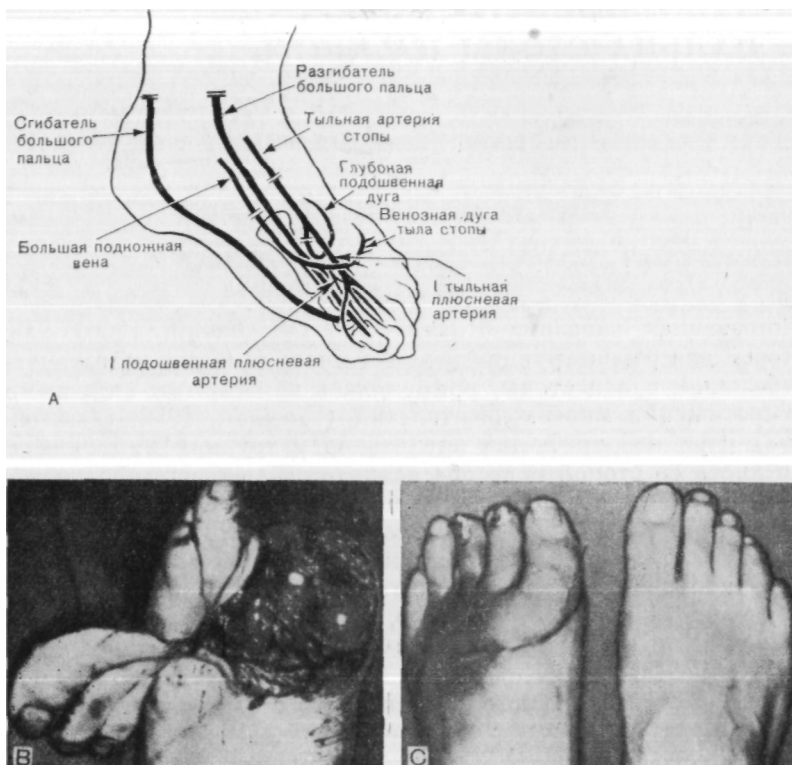 Разгибатель
большого пальца
Сгибатель
большого
пальца
Тыльная артерия
стопы
Глубокая
подошвенная
дуга
Венозная дуга
тыла стопы
Большая подкожная
вена
I тыльная
плюсневая
артерия
I подошвенная плюсневая
артерия
A
B
C